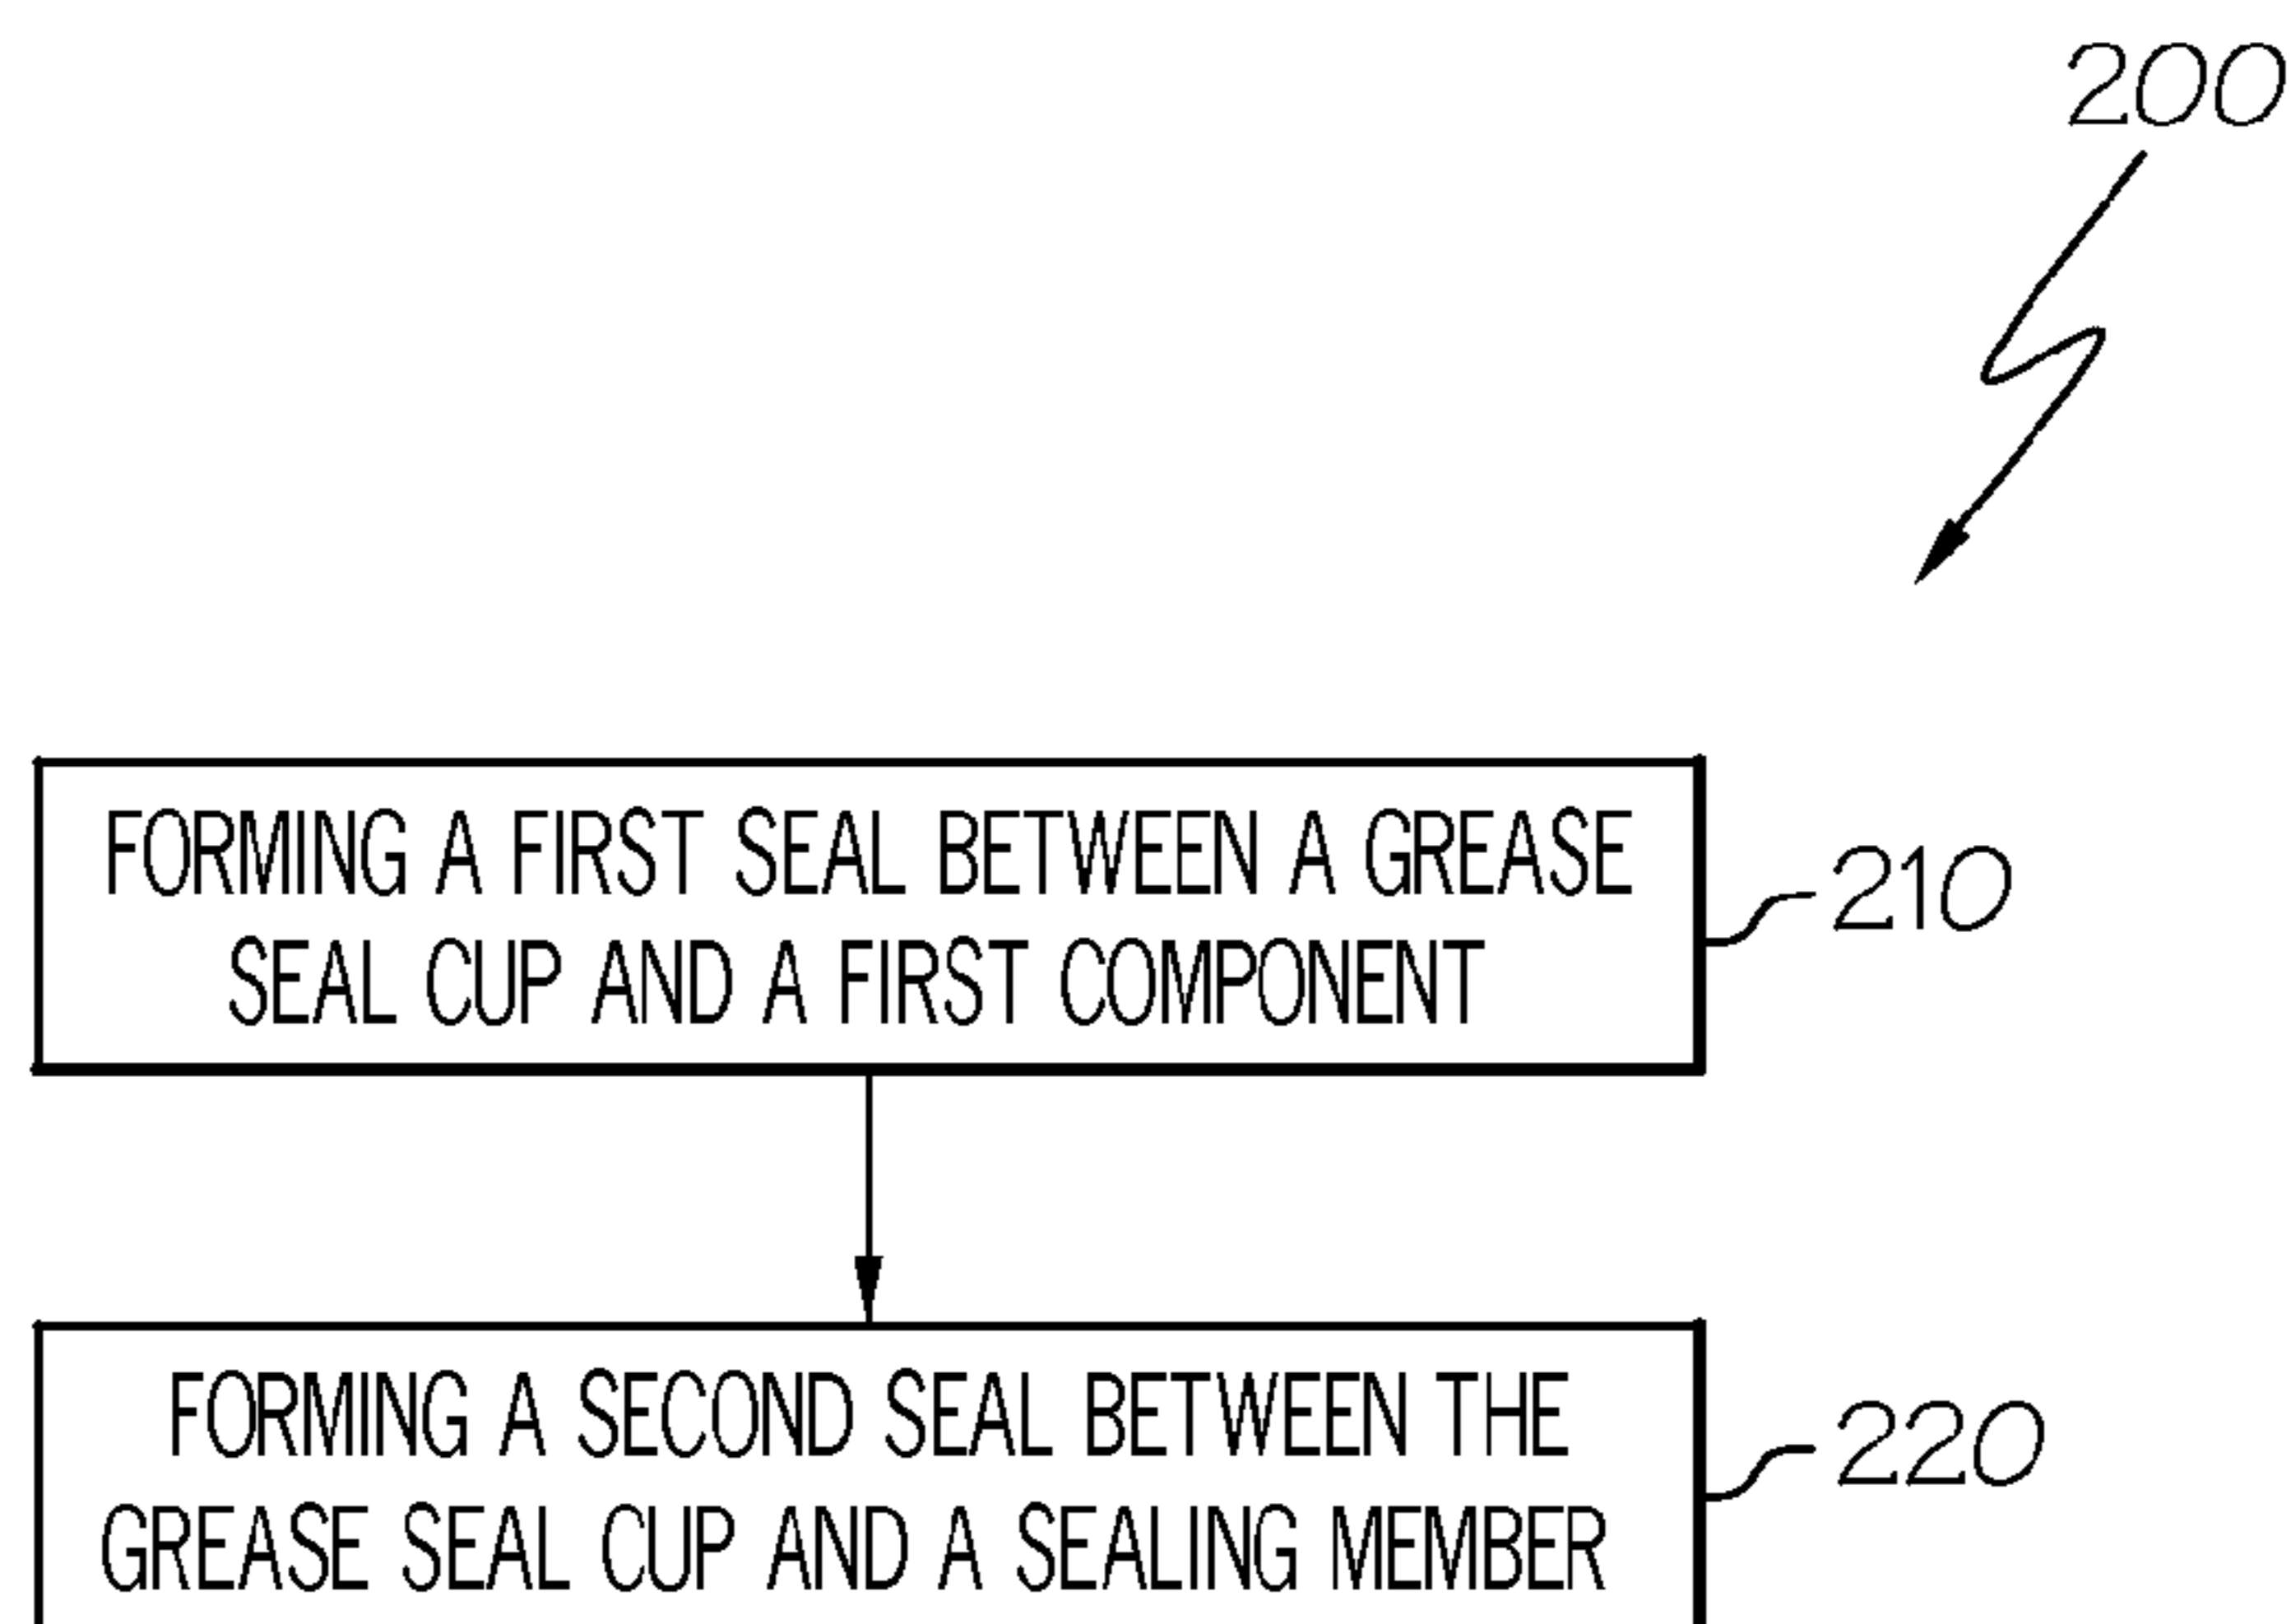 200
FORMING A FIRST SEAL BETWEEN A GREASE
SEAL CUP AND A FIRST COMPONENT
210
FORMING A SECOND SEAL BETWEEN THE
GREASE SEAL CUP AND A SEALING MEMBER
220